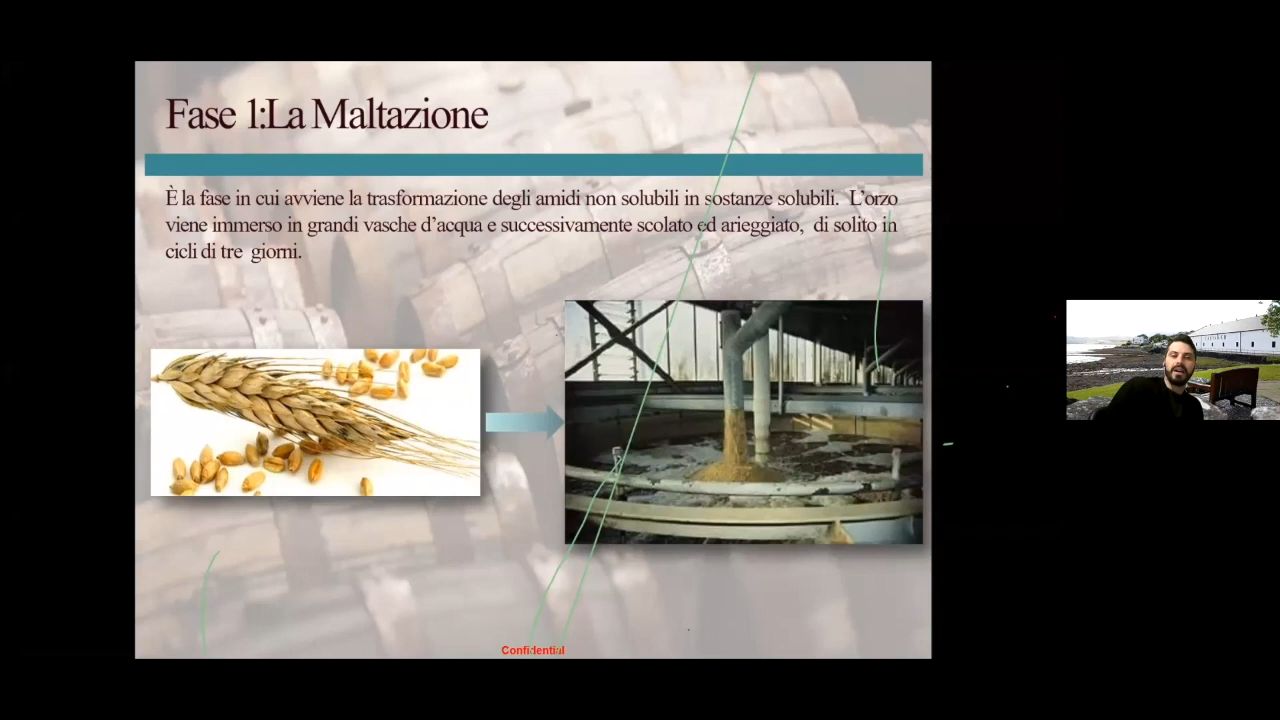 Fase 1:La Maltazione
È la fase in cui avviene la trasformazione degli amidi non solubili in sostanze solubili. L’orzo
viene immerso in grandi vasche d’acqua e successivamente scolato ed arieggiato, di solito in
cicli di tre giorni.
Confidential